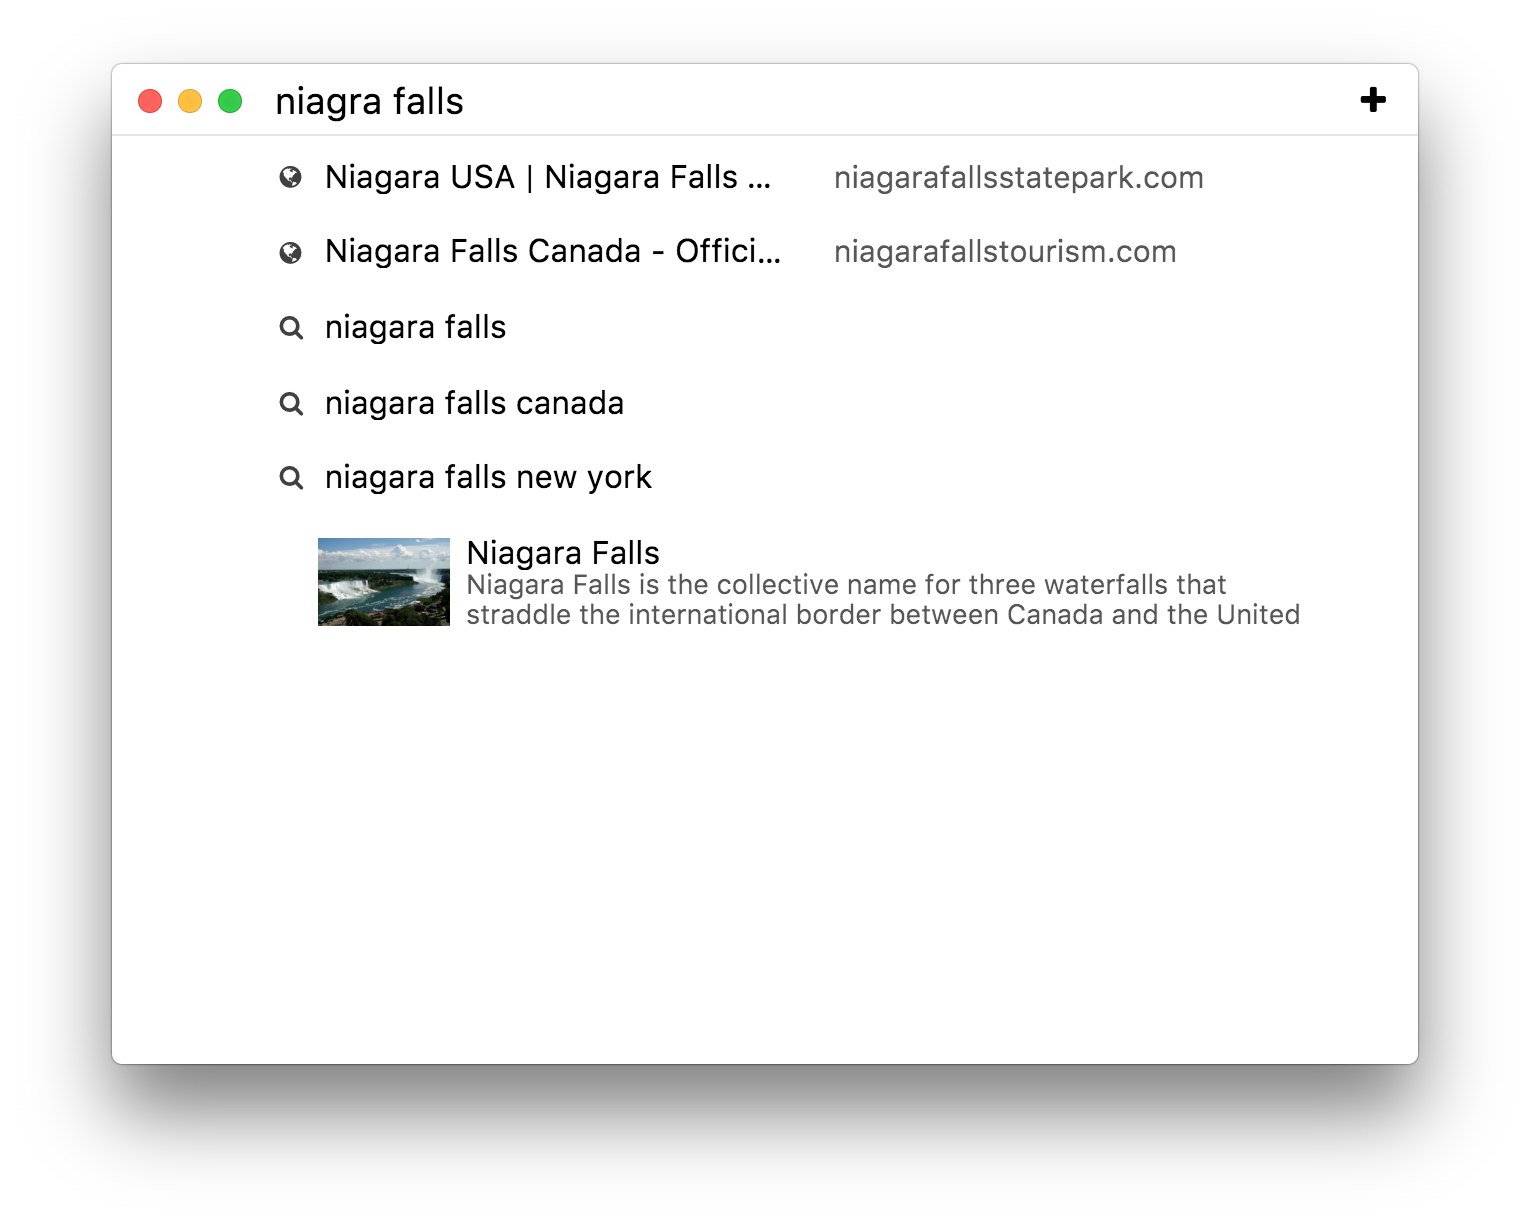 niagra falls
Niagara USA | Niagara Falls ... niagarafallsstatepark.com
Niagara Falls Canada - Offici... niagarafallstourism.com
niagara falls
niagara falls canada
niagara falls new york
Niagara Falls
Niagara Falls is the collective name for three waterfalls that
straddle the international border between Canada and the United